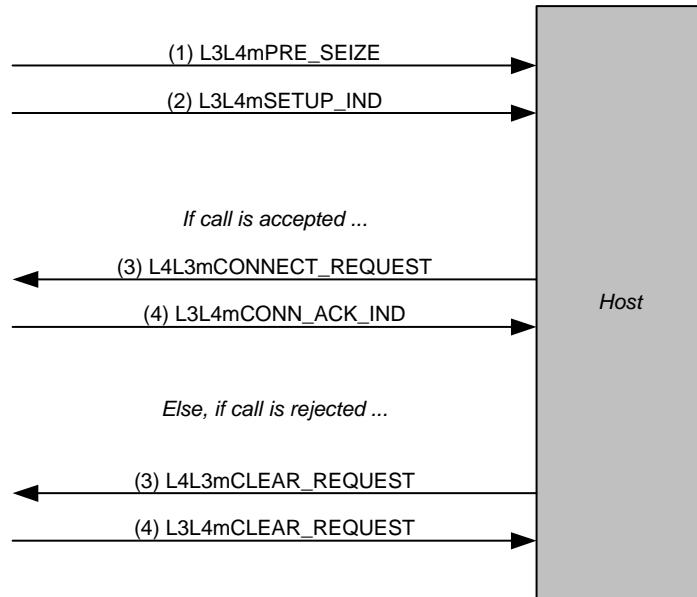 (1) L3L4mPRE_SEIZE
(2) L3L4mSETUP_IND
If call is accepted ...
(3) L4L3mCONNECT_REQUEST
(4) L3L4mCONN_ACK_IND
Host
Else, if call is rejected ...
(3) L4L3mCLEAR_REQUEST
(4) L3L4mCLEAR_REQUEST